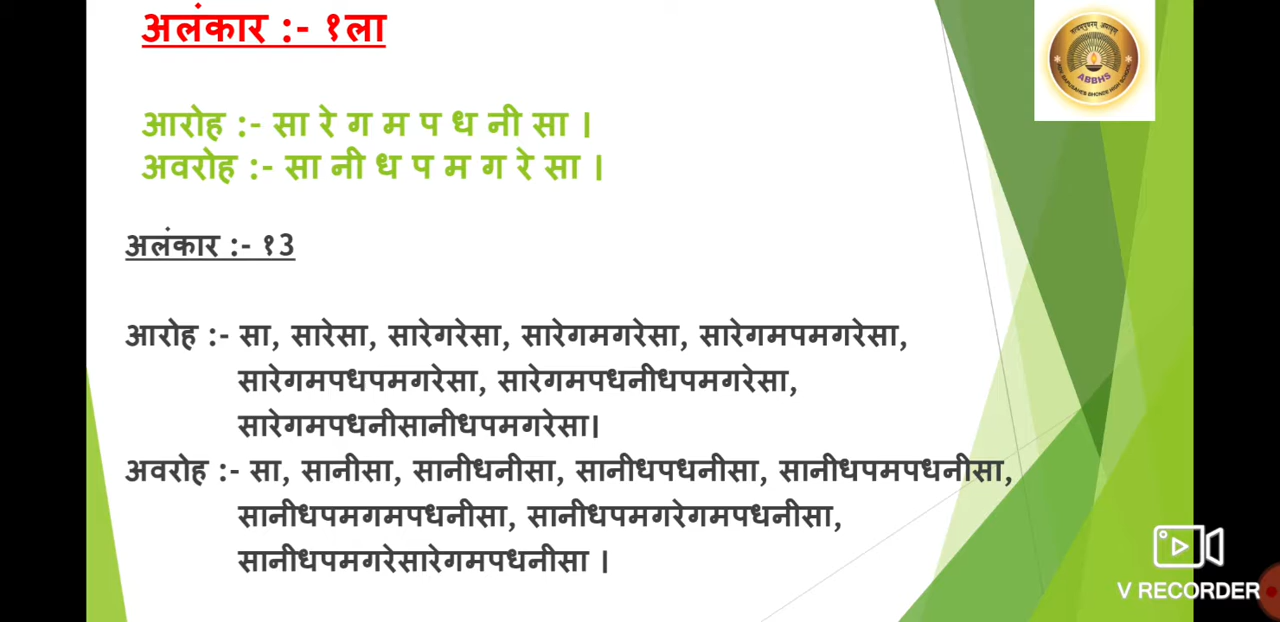 अलंकार :- १ला
आरोह :- सा रे ग म प ध नी सा ।
अवरोह :- सा नी ध प म ग रे सा ।
अलंकार :- १3
आरोह :- सा, सारेसा, सारेगरेसा, सारेगमगरेसा, सारेगमपमगरेसा,
सारेगमपधपमगरेसा, सारेगमपधनीधपमगरेसा,
सारेगमपधनीसानीधपमगरेसा।
अवरोह :- सा, सानीसा, सानीधनीसा, सानीधपधनीसा, सानीधपमपधनीसा,
सानीधपमगमपधनीसा, सानीधपमगरेगमपधनीसा,
सानीधपमगरेसारेगमपधनीसा ।
ABBHS
V RECORDER